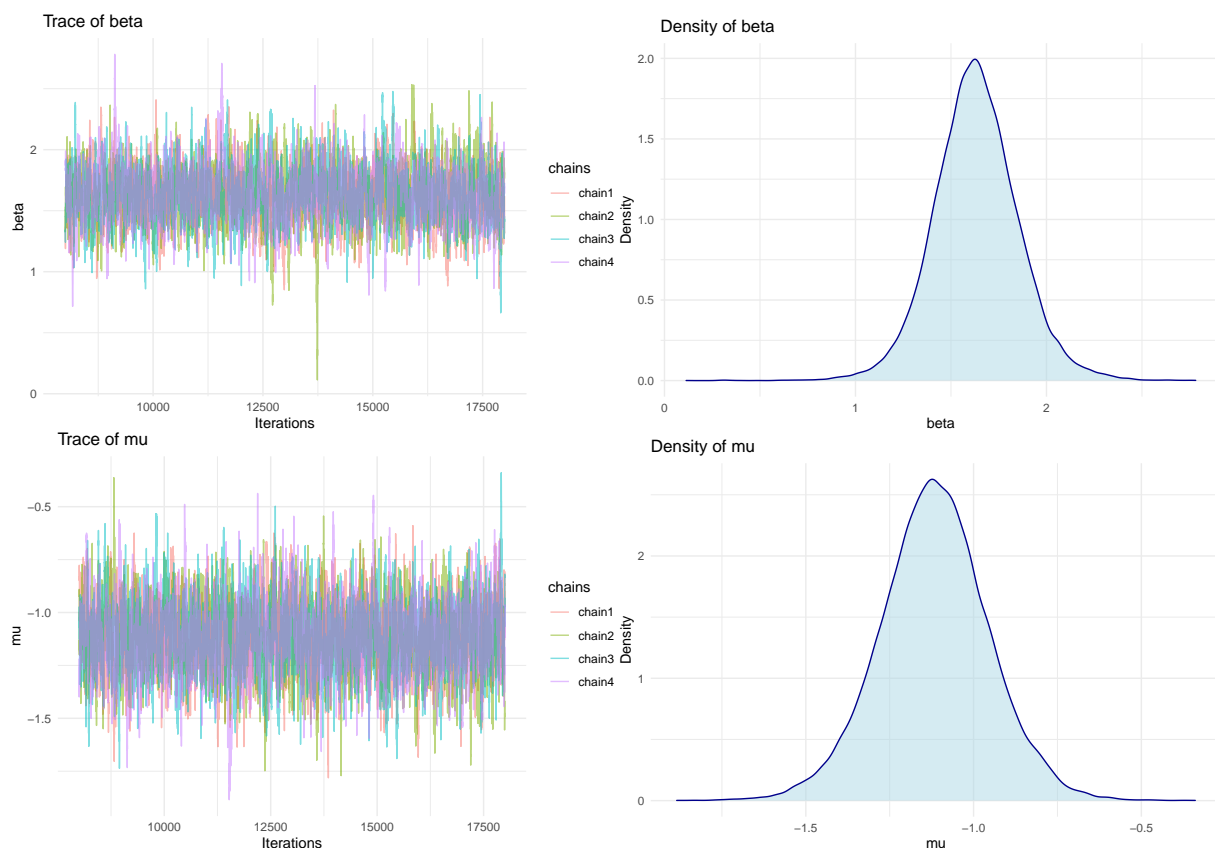 Trace of beta
beta
2
1
0
10000
12500
15000
17500
Iterations
chains
chain1
chain2
chain3
chain4
Density of beta
Density
2.0
1.5
1.0
0.5
0.0
0
1
2
beta
Trace of mu
mu
−0.5
−1.0
−1.5
10000
12500
15000
17500
Iterations
chains
chain1
chain2
chain3
chain4
Density of mu
Density
2
1
0
−1.5
−1.0
−0.5
mu